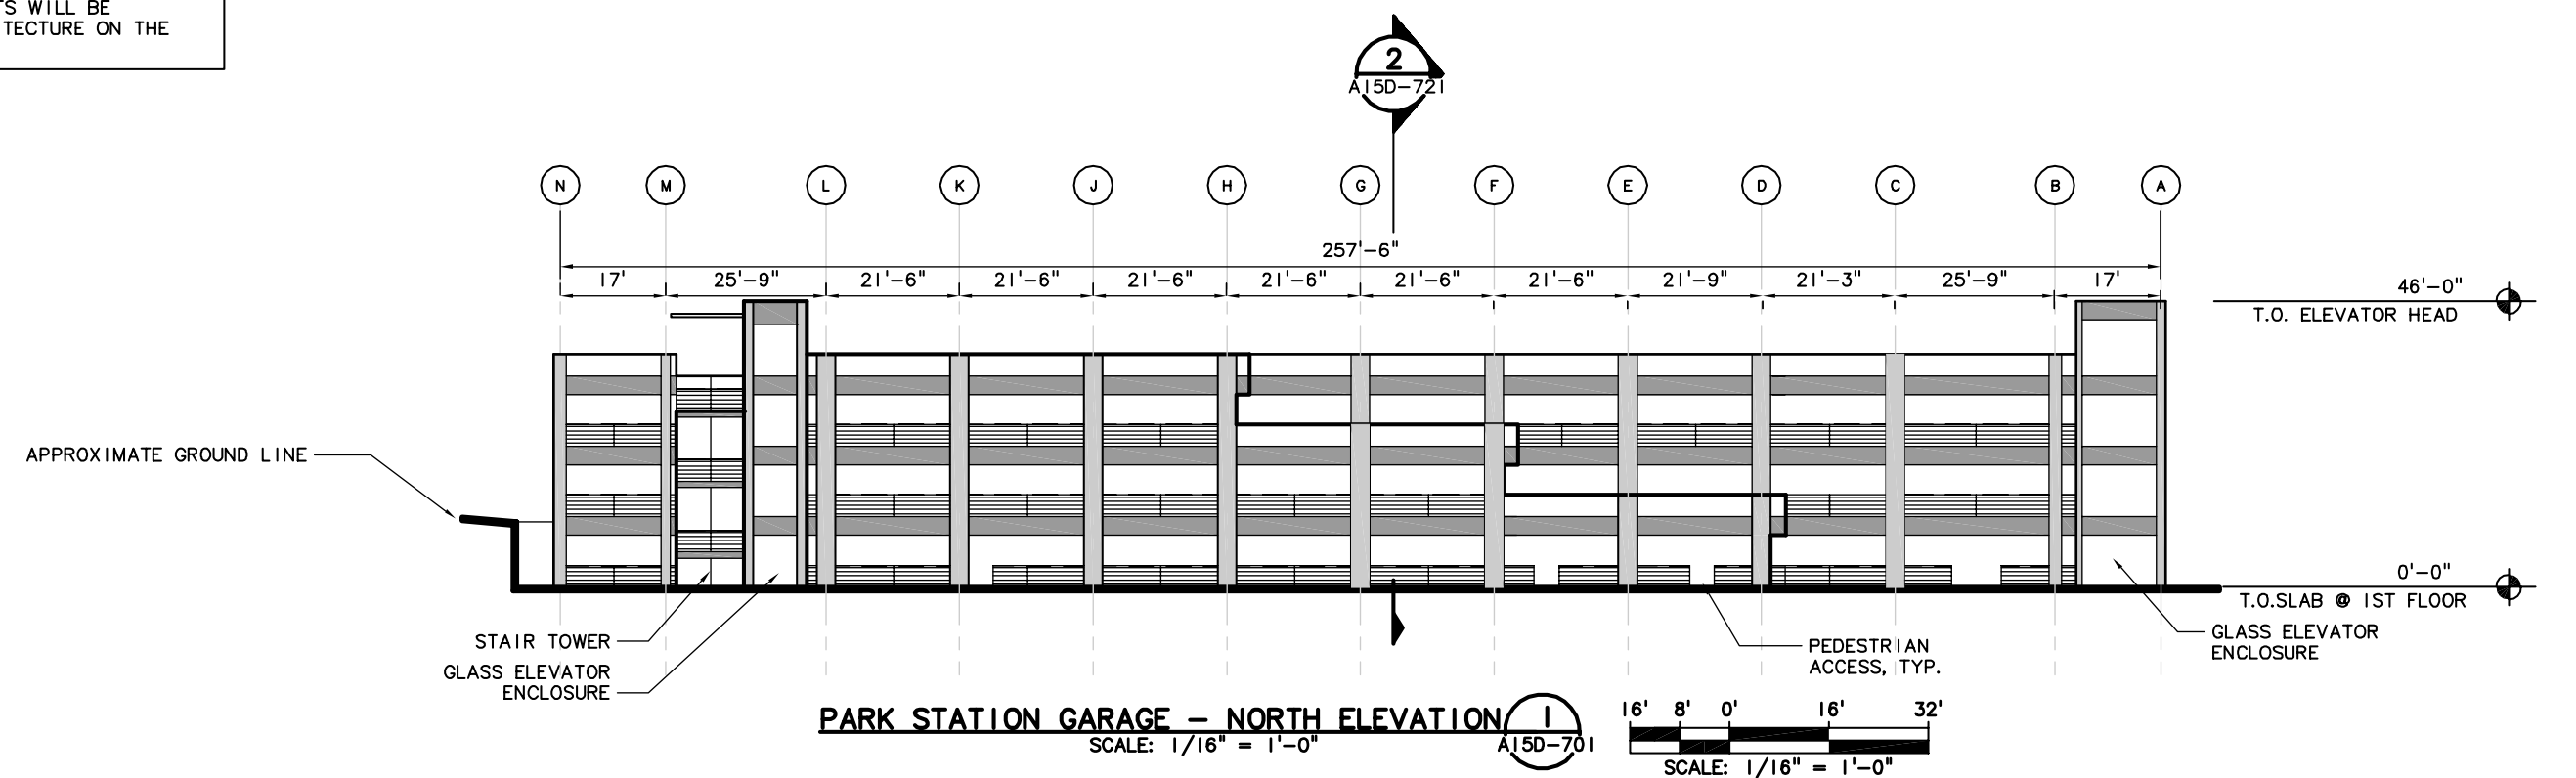 TS WILL BE
TECTURE ON THE
2
A15D-721
N M L K J H G F E D C B A
257'-6"
17' 25'-9" 21'-6" 21'-6" 21'-6" 21'-6" 21'-6" 21'-6" 21'-9" 21'-3" 25'-9" 17'
46'-0"
T.O. ELEVATOR HEAD
APPROXIMATE GROUND LINE
0'-0"
T.O.SLAB @ 1ST FLOOR
STAIR TOWER
GLASS ELEVATOR
ENCLOSURE
PEDESTRIAN
ACCESS, TYP.
GLASS ELEVATOR
ENCLOSURE
PARK STATION GARAGE - NORTH ELEVATION
SCALE: 1/16" = 1'-0"
1
A15D-701
16' 8' 0' 16' 32'
SCALE: 1/16" = 1'-0"